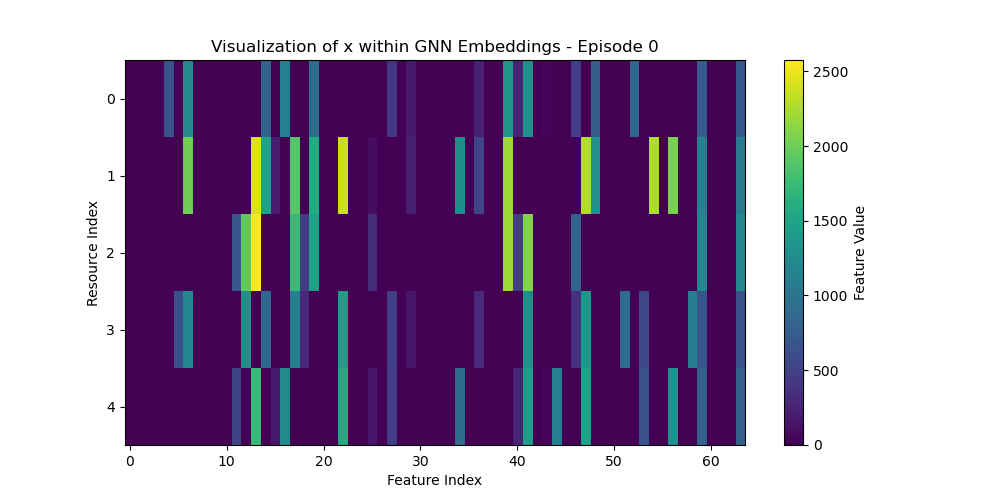 Visualization of x within GNN Embeddings - Episode 0
Resource Index
0
1
2
3
4
0 10 20 30 40 50 60
Feature Index
2500
2000
1500
1000
500
0
Feature Value